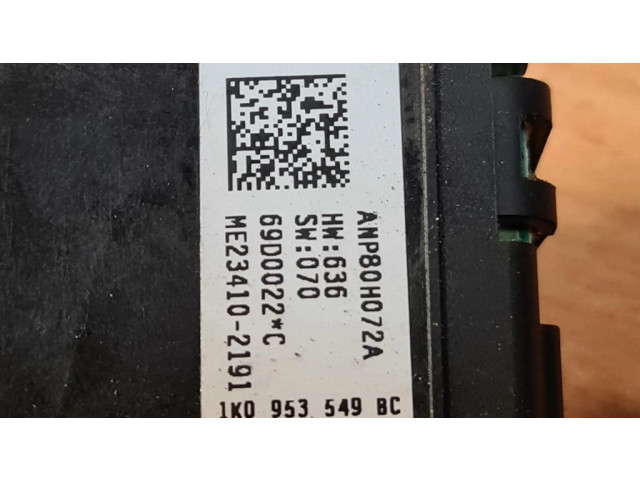 ANP80H072A
HW:636
SW:070
69D00022*C
ME23410-2191
1K0 953 549 BC